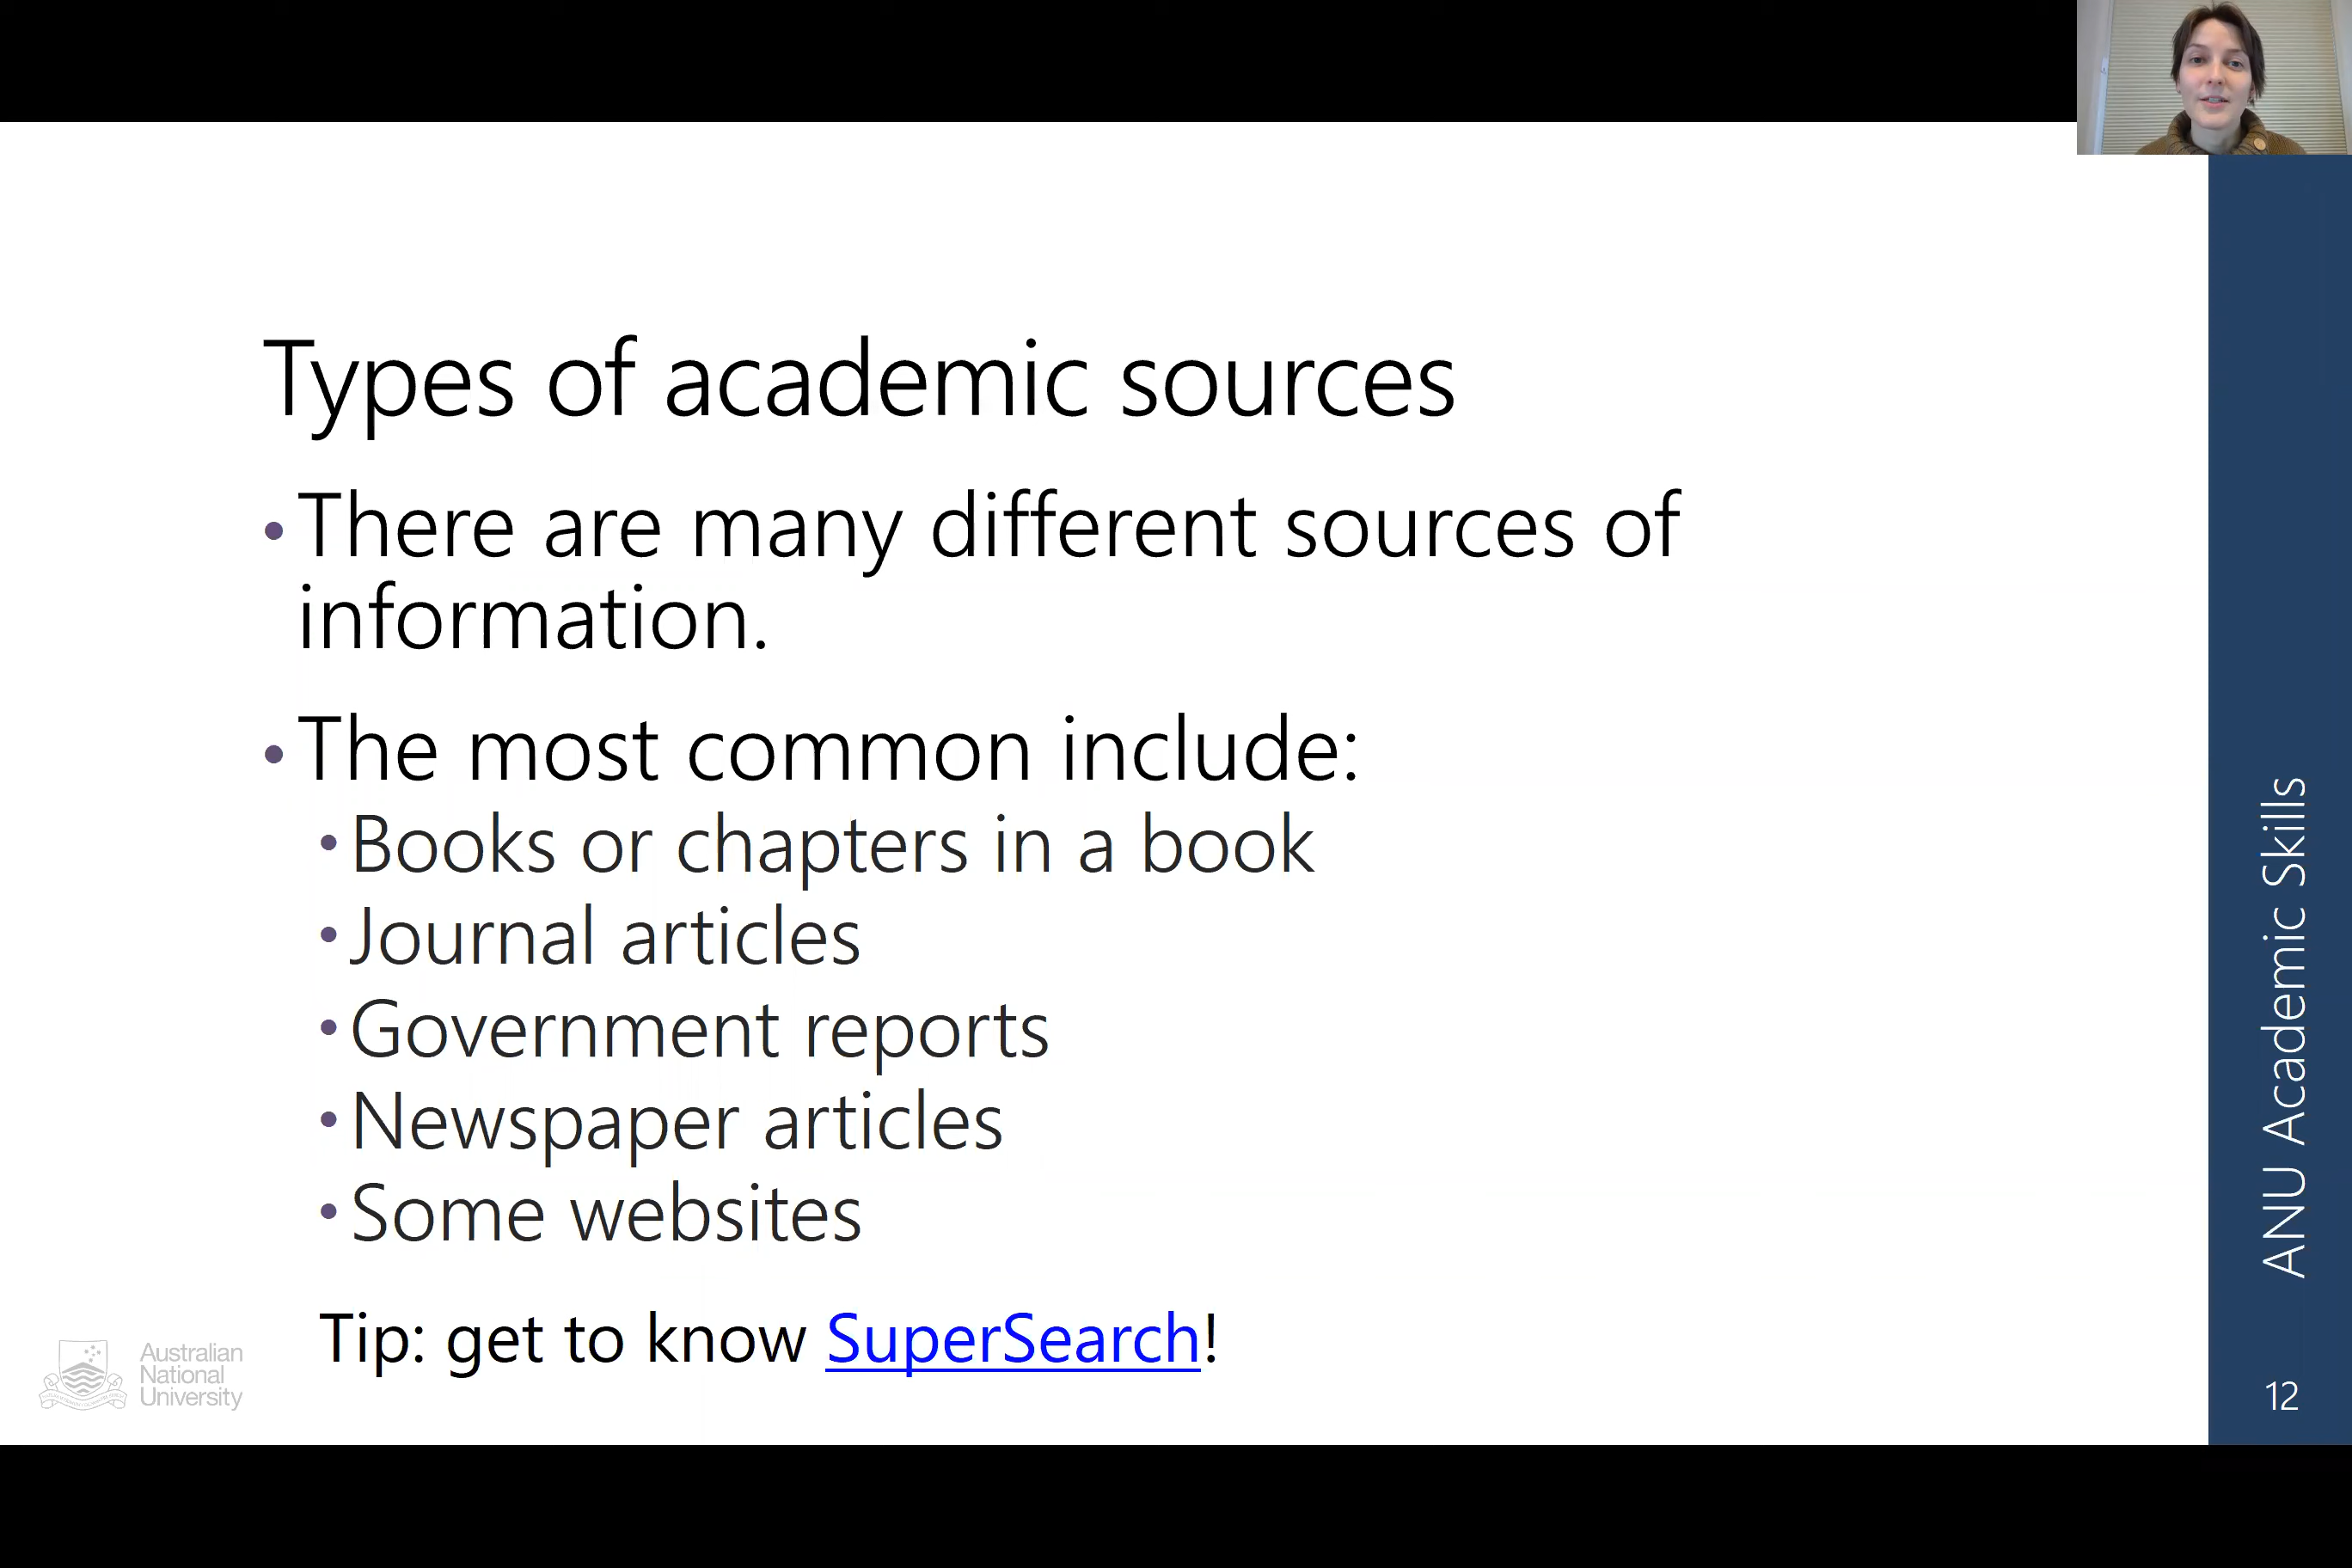 Types of academic sources
• There are many different sources of
information.
• The most common include:
• Books or chapters in a book
• Journal articles
• Government reports
• Newspaper articles
• Some websites
Tip: get to know SuperSearch!
Australian
National
University
ANU Academic Skills
12